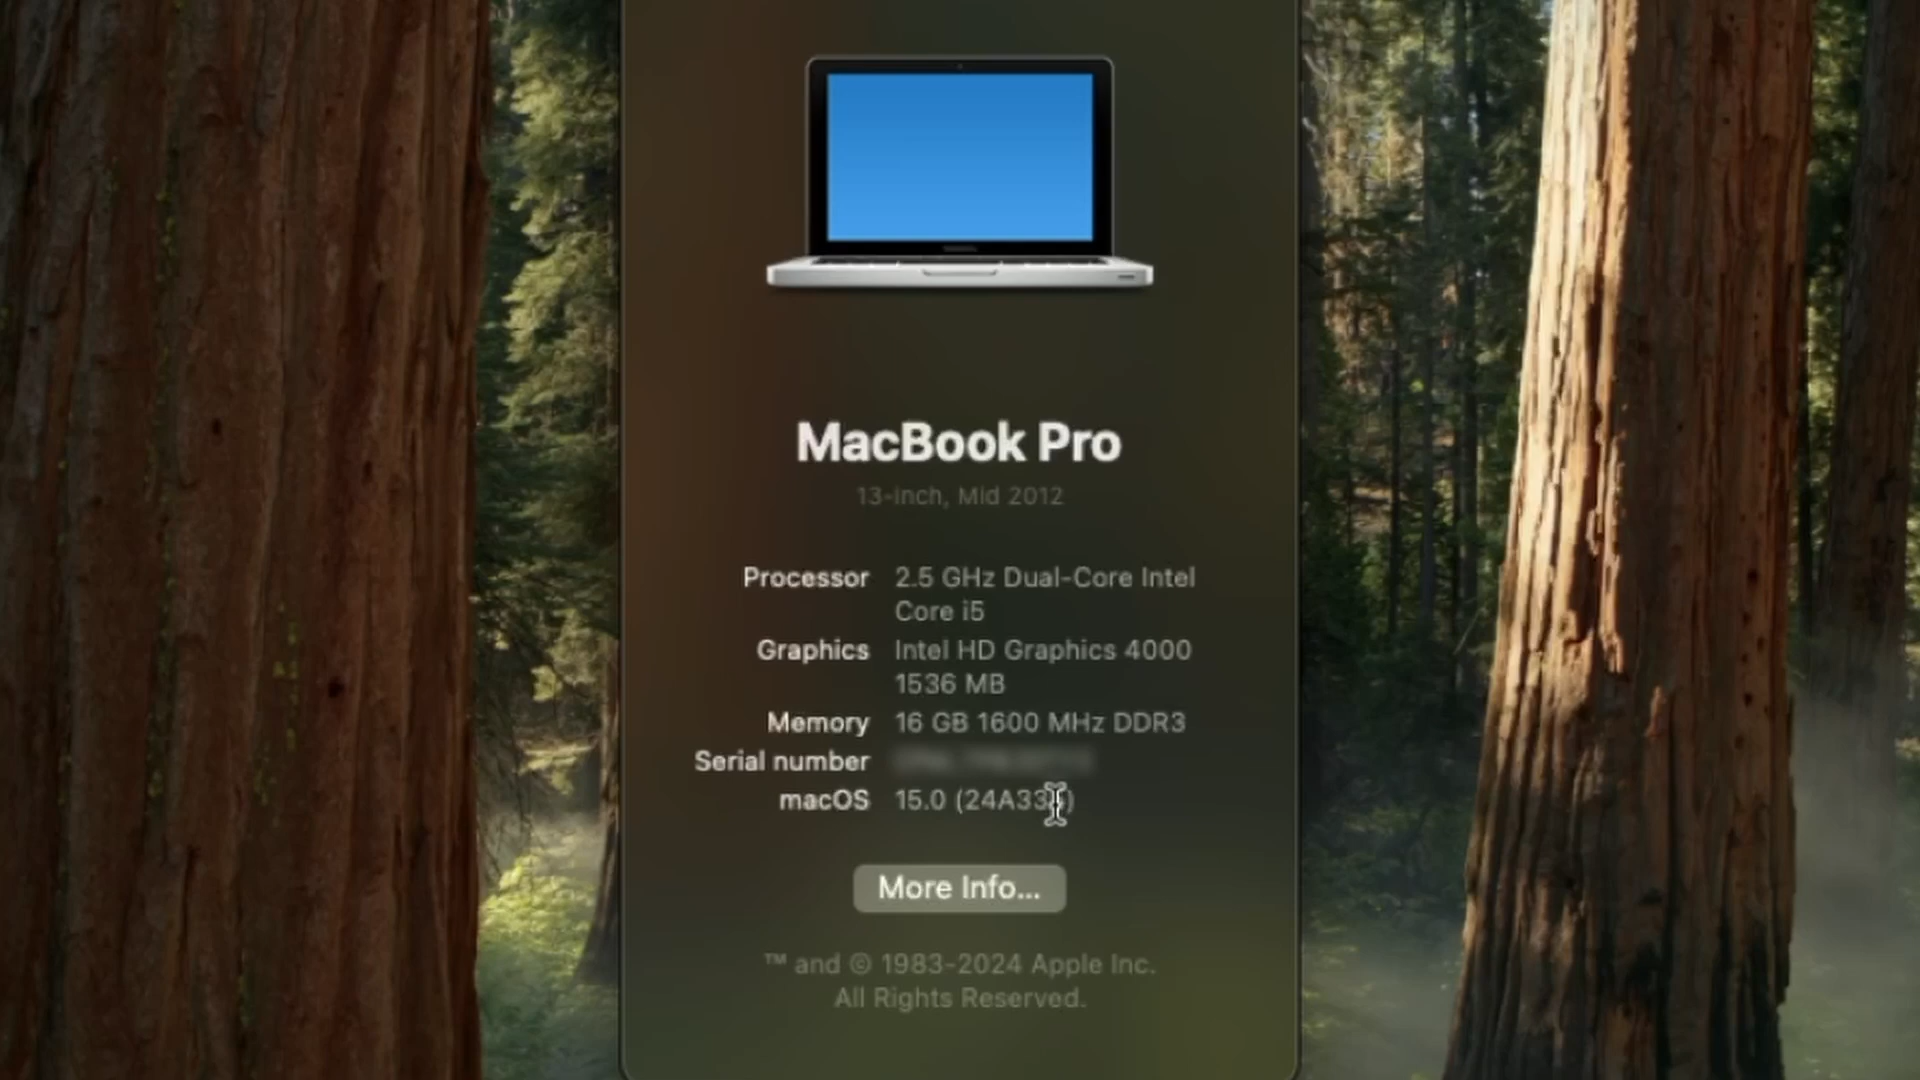 MacBook Pro
13-inch, Mid 2012
Processor 2.5 GHz Dual-Core Intel
Core i5
Graphics Intel HD Graphics 4000
1536 MB
Memory 16 GB 1600 MHz DDR3
Serial number
macOS 15.0
More Info...
™ and © 1983-2024 Apple Inc.
All Rights Reserved.